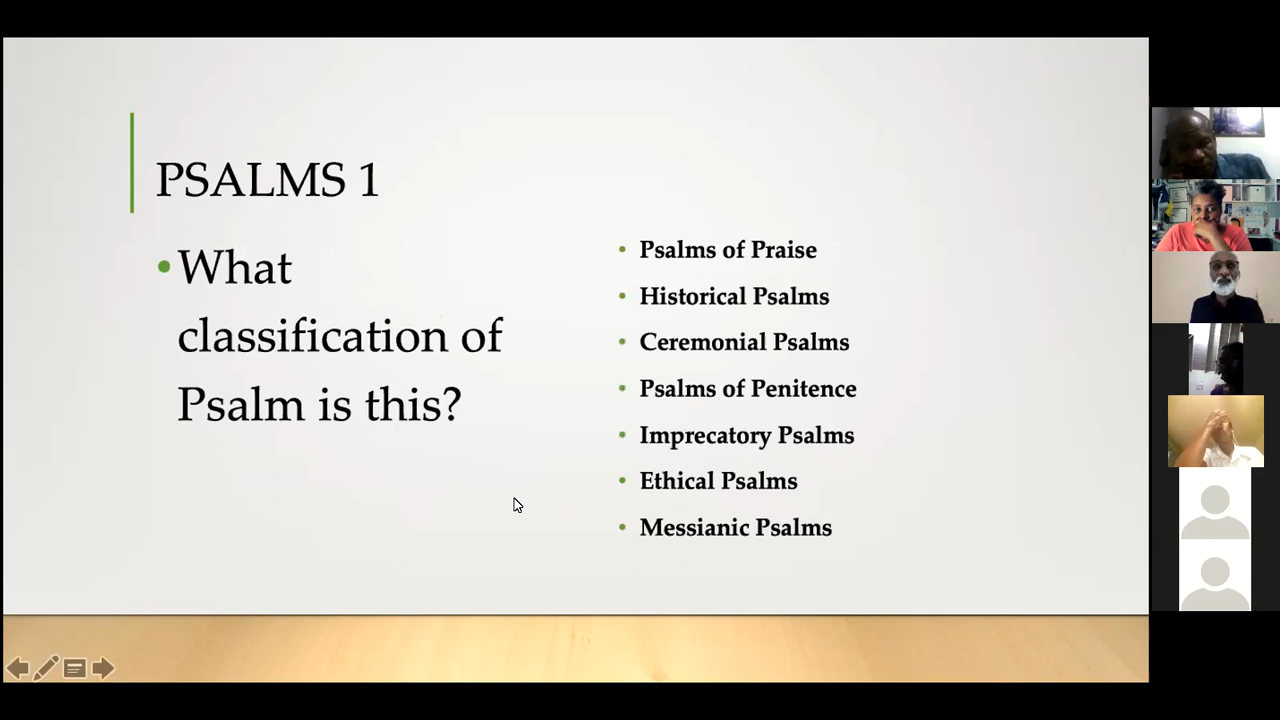 PSALMS 1
• What
classification of
Psalm is this?
• Psalms of Praise
• Historical Psalms
• Ceremonial Psalms
• Psalms of Penitence
• Imprecatory Psalms
• Ethical Psalms
• Messianic Psalms